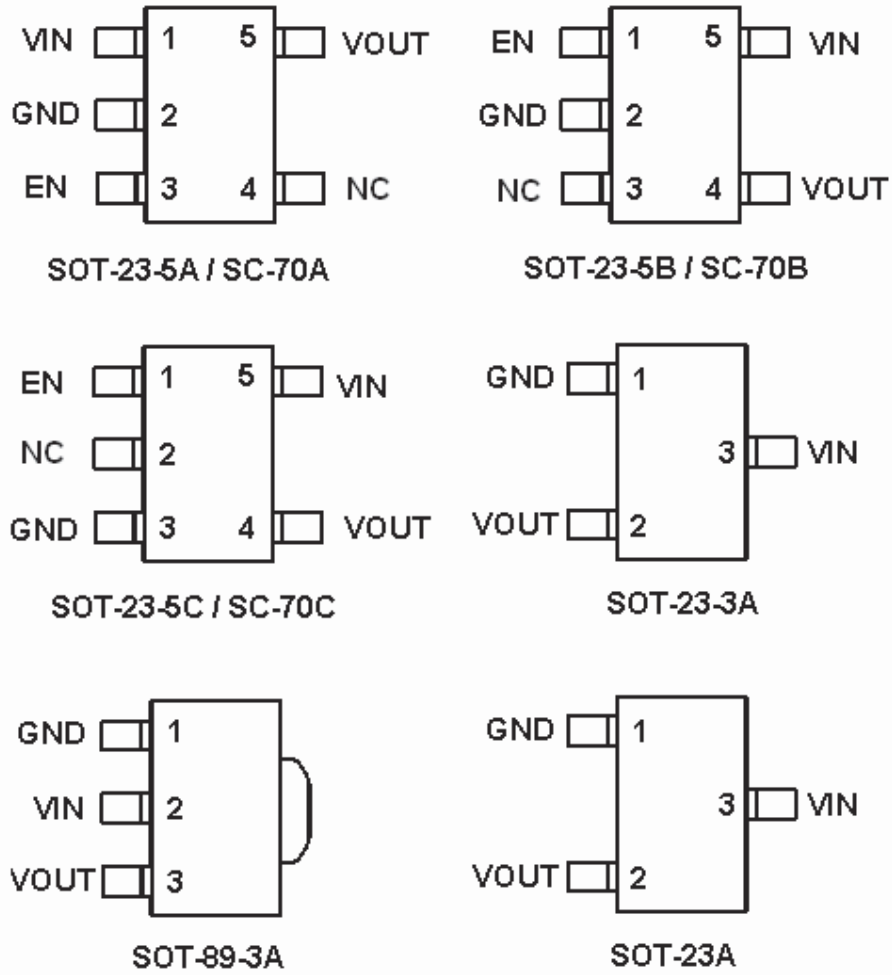 VIN 1 5 VOUT
GND 2
EN 3 4 NC
SOT-23-5A / SC-70A
EN 1 5 VIN
GND 2
NC 3 4 VOUT
SOT-23-5B / SC-70B
EN 1 5 VIN
NC 2
GND 3 4 VOUT
SOT-23-5C / SC-70C
GND 1
3 VIN
VOUT 2
SOT-23-3A
GND 1
VIN 2
VOUT 3
SOT-89-3A
GND 1
3 VIN
VOUT 2
SOT-23A